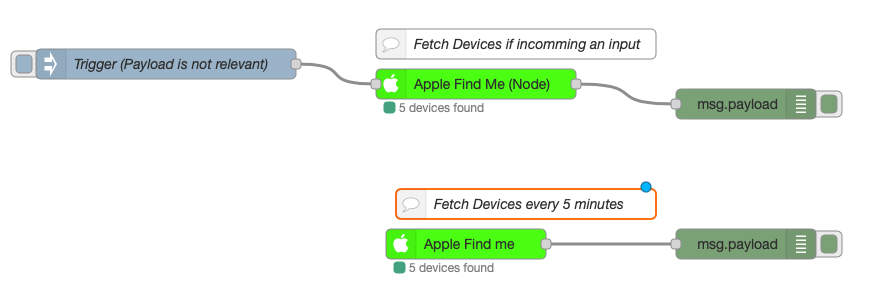 Fetch Devices if incomming an input
Trigger (Payload is not relevant)
Apple Find Me (Node)
5 devices found
msg.payload
Fetch Devices every 5 minutes
Apple Find me
msg.payload
5 devices found